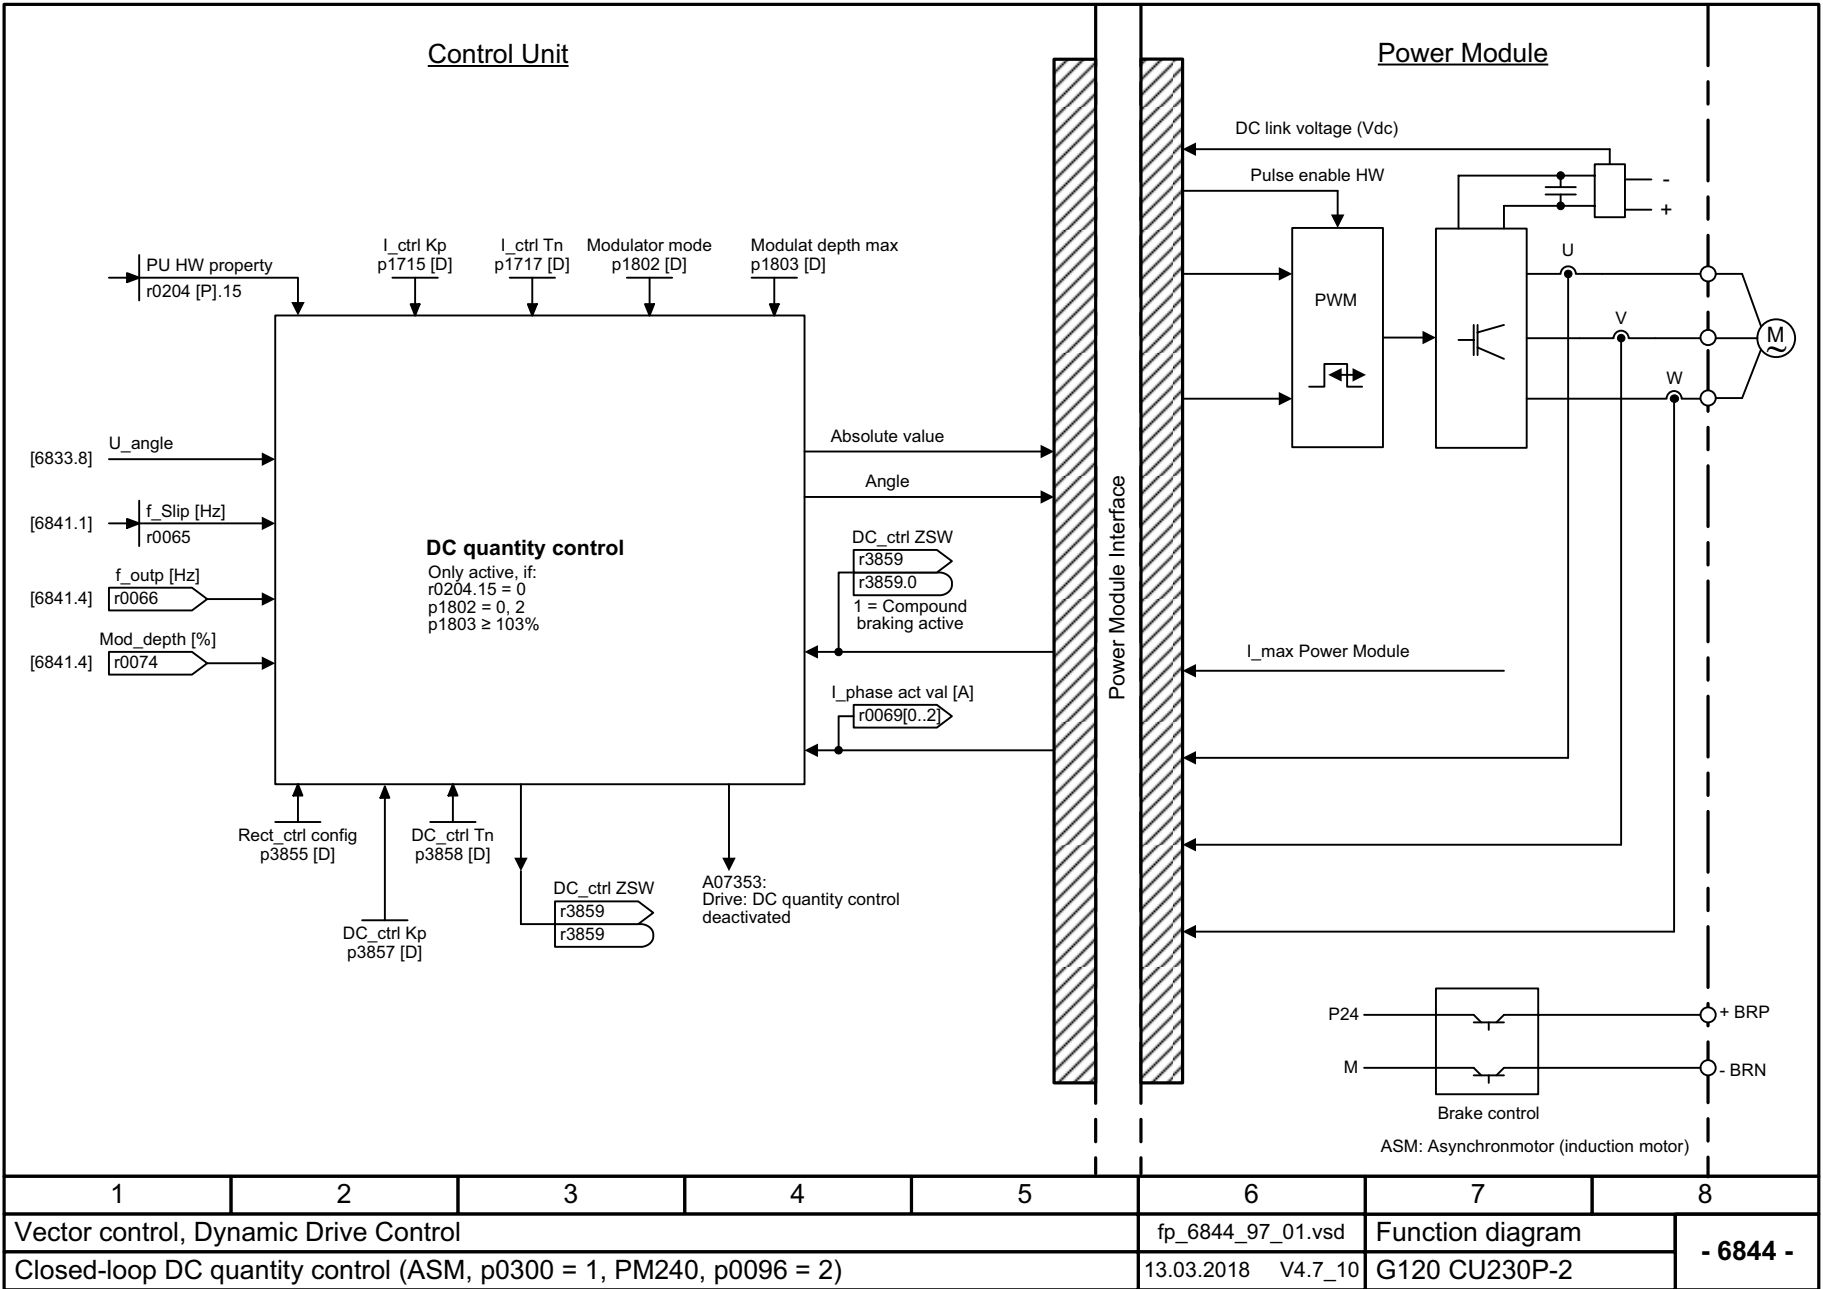 Control Unit
Power Module
DC link voltage (Vdc)
Pulse enable HW
-
+
PU HW property
r0204 [P].15
I_ctrl Kp
p1715 [D]
I_ctrl Tn
p1717 [D]
Modulator mode
p1802 [D]
Modulat depth max
p1803 [D]
U
V
W
PWM
M
~
[6833.8]
U_angle
[6841.1]
f_Slip [Hz]
r0065
[6841.4]
f_outp [Hz]
r0066
[6841.4]
Mod_depth [%]
r0074
DC quantity control
Only active, if:
r0204.15 = 0
p1802 = 0, 2
p1803 ≥ 103%
Absolute value
Angle
DC_ctrl ZSW
r3859
r3859.0
1 = Compound
braking active
I_phase act val [A]
r0069[0..2]
Power Module Interface
I_max Power Module
Rect_ctrl config
p3855 [D]
DC_ctrl Tn
p3858 [D]
DC_ctrl Kp
p3857 [D]
DC_ctrl ZSW
r3859
r3859
A07353:
Drive: DC quantity control
deactivated
P24
+ BRP
M
- BRN
Brake control
ASM: Asynchronmotor (induction motor)
1 2 3 4 5 6 7 8
Vector control, Dynamic Drive Control
fp_6844_97_01.vsd
Function diagram
- 6844 -
Closed-loop DC quantity control (ASM, p0300 = 1, PM240, p0096 = 2)
13.03.2018 V4.7_10
G120 CU230P-2